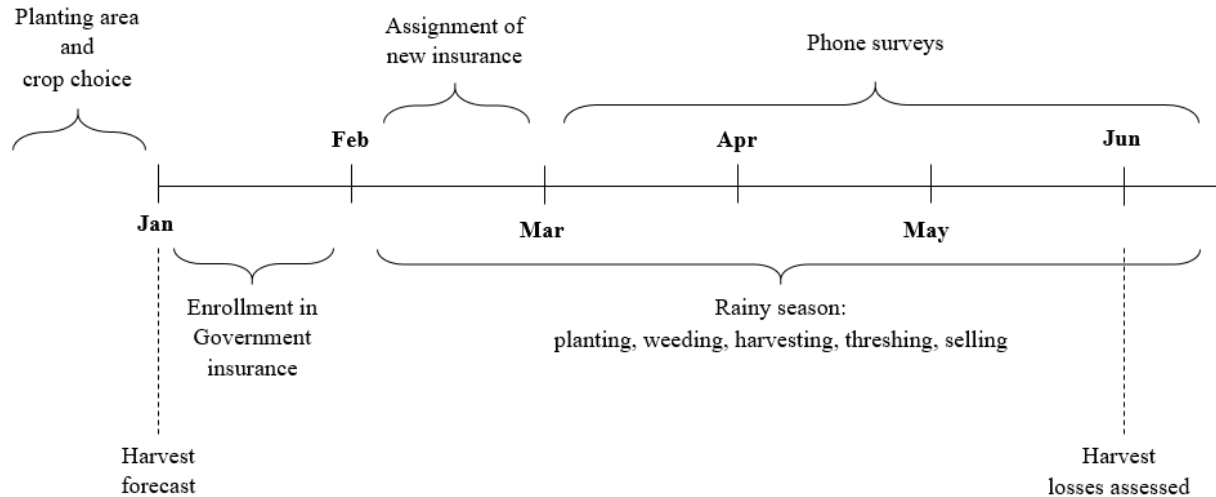 Planting area
and
crop choice
Assignment of
new insurance
Phone surveys
Feb
Apr
Jun
Jan
Mar
May
Enrollment in
Government
insurance
Rainy season:
planting, weeding, harvesting, threshing, selling
Harvest
forecast
Harvest
losses assessed